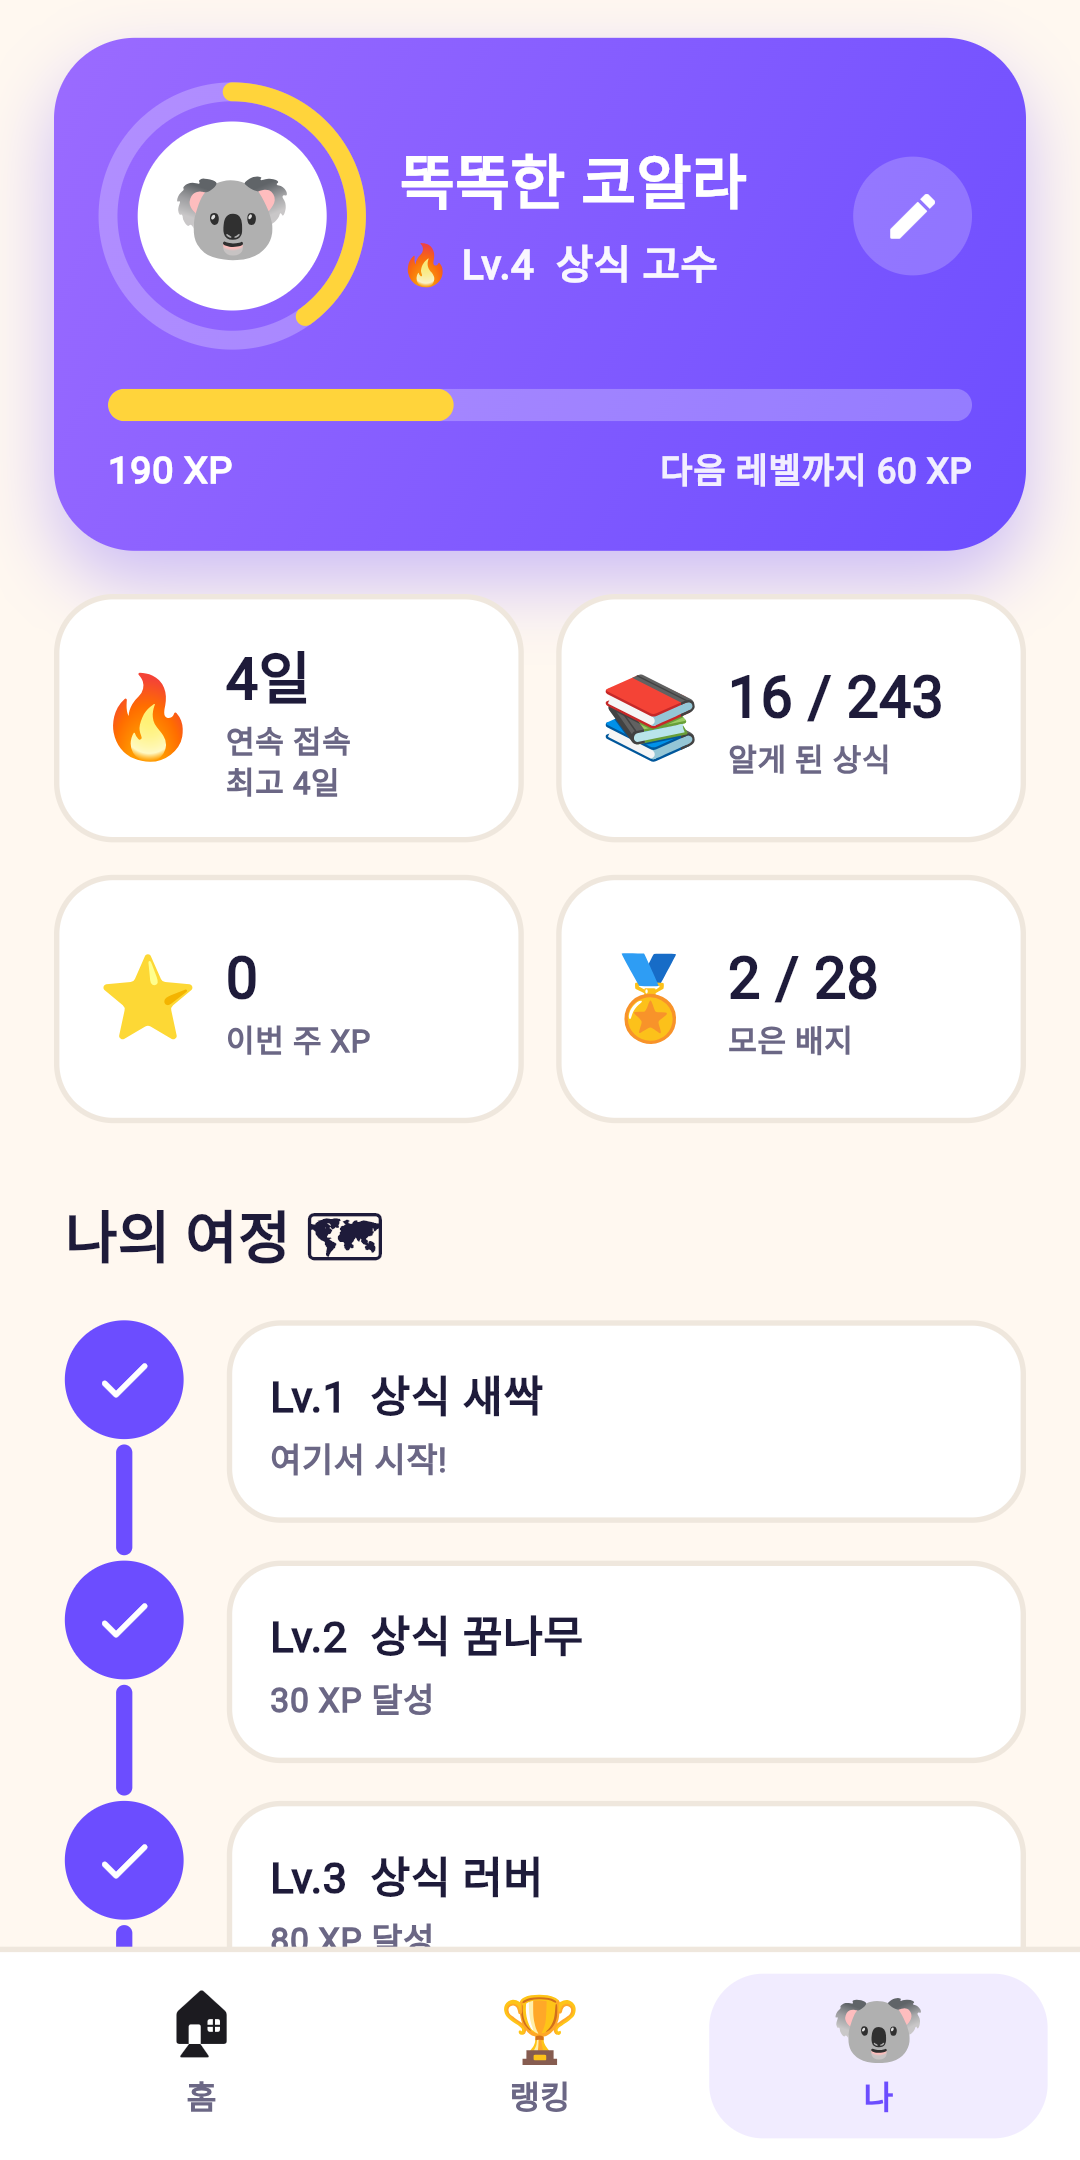 똑똑한 코알라
🔥 Lv.4 상식 고수
190 XP
다음 레벨까지 60 XP
4일
연속 접속
최고 4일
16 / 243
알게 된 상식
0
이번 주 XP
2 / 28
모은 배지
나의 여정 🗺
Lv.1 상식 새싹
여기서 시작!
Lv.2 상식 꿈나무
30 XP 달성
Lv.3 상식 러버
80 XP 달성
홈
랭킹
나